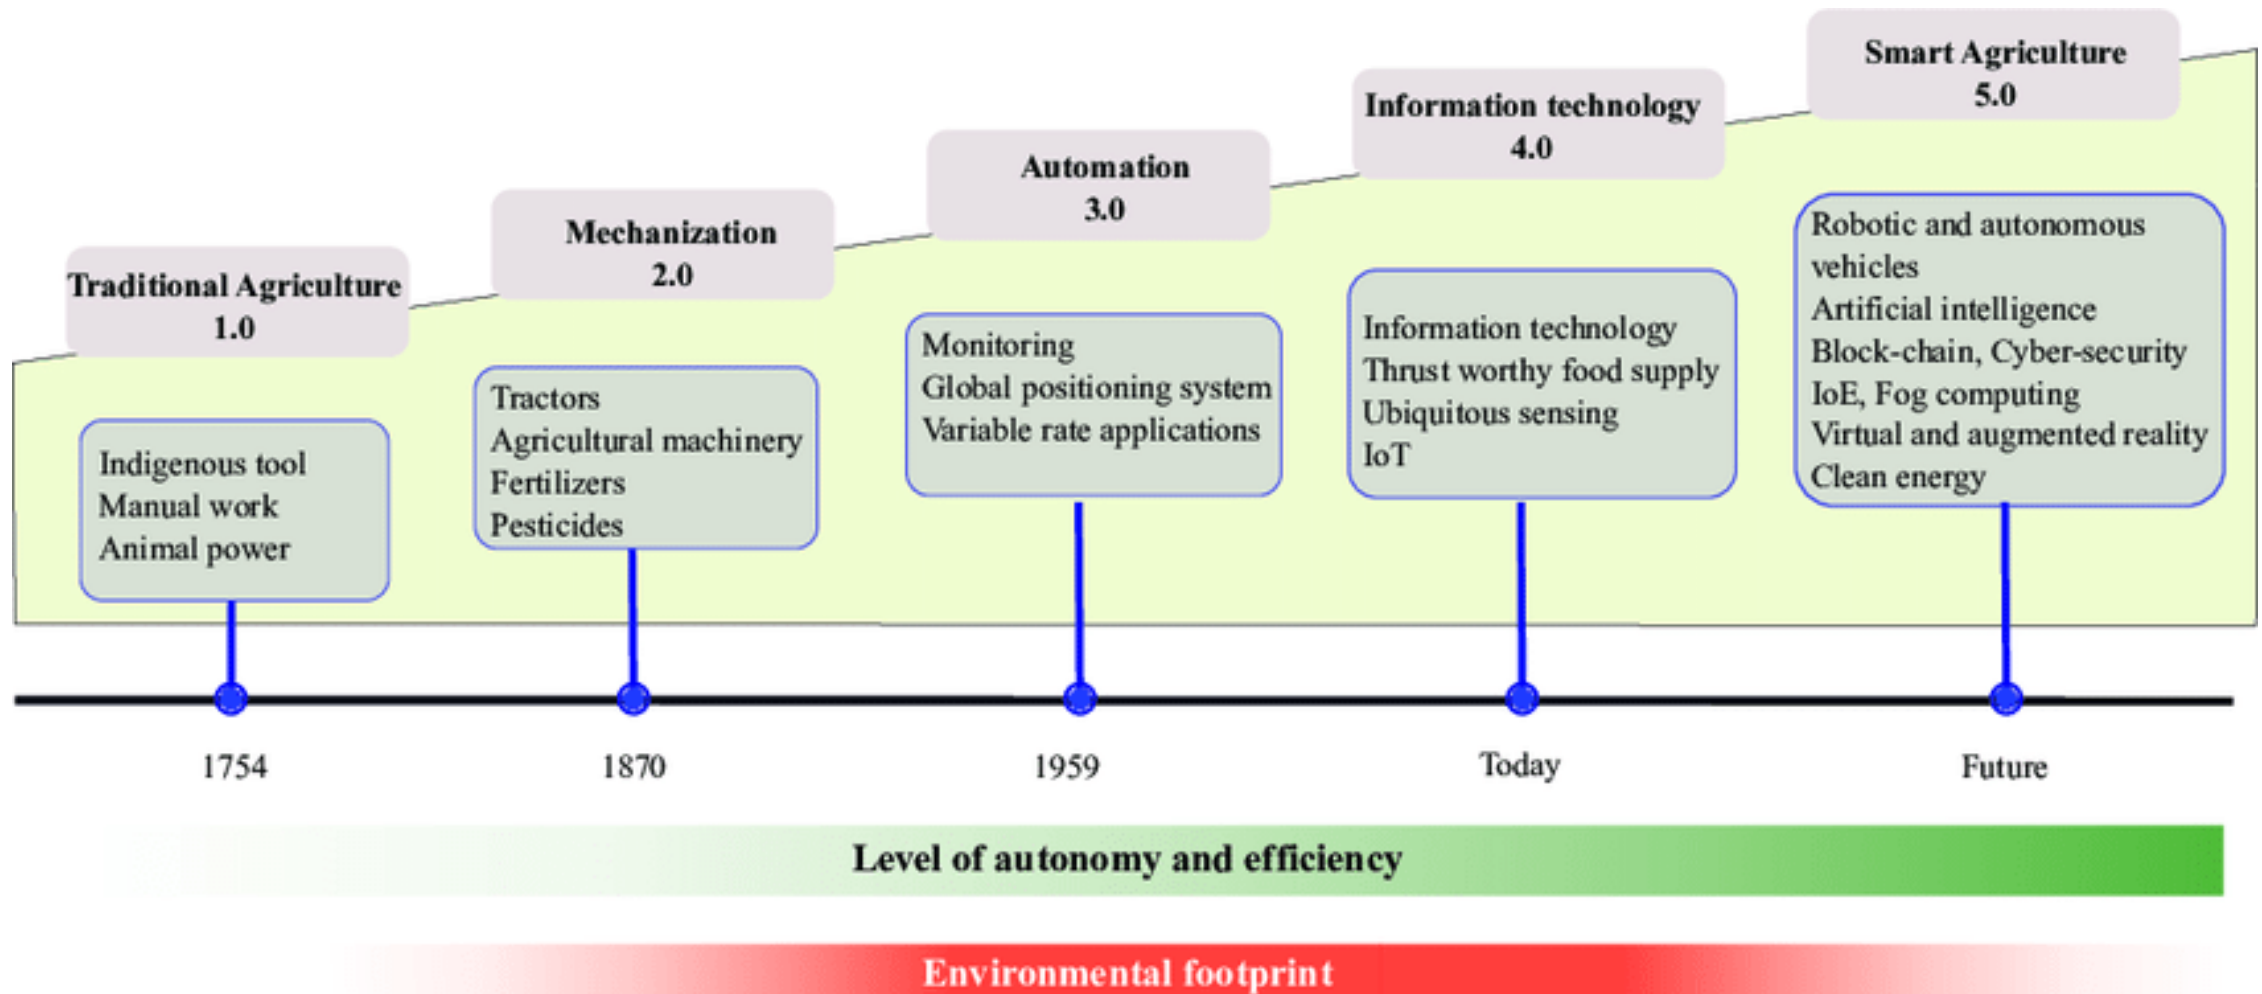 Traditional Agriculture
1.0
Mechanization
2.0
Automation
3.0
Information technology
4.0
Smart Agriculture
5.0
Indigenous tool
Manual work
Animal power
Tractors
Agricultural machinery
Fertilizers
Pesticides
Monitoring
Global positioning system
Variable rate applications
Information technology
Thrust worthy food supply
Ubiquitous sensing
IoT
Robotic and autonomous
vehicles
Artificial intelligence
Block-chain, Cyber-security
IoE, Fog computing
Virtual and augmented reality
Clean energy
1754
1870
1959
Today
Future
Level of autonomy and efficiency
Environmental footprint